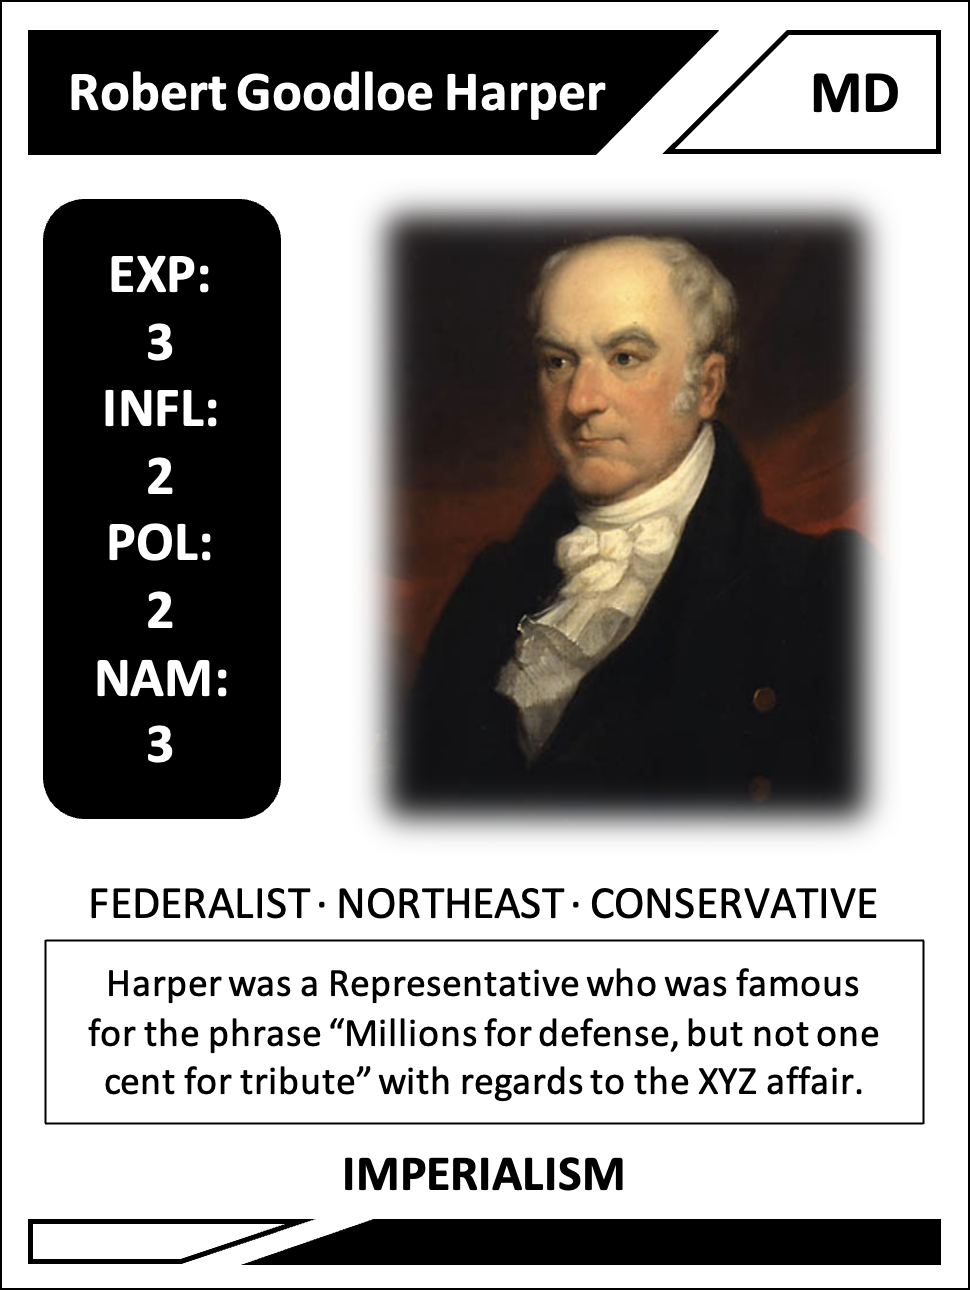 Robert Goodloe Harper
MD
EXP:
3
INFL:
2
POL:
2
NAM:
3
FEDERALIST · NORTHEAST · CONSERVATIVE
Harper was a Representative who was famous
for the phrase “Millions for defense, but not one
cent for tribute” with regards to the XYZ affair.
IMPERIALISM